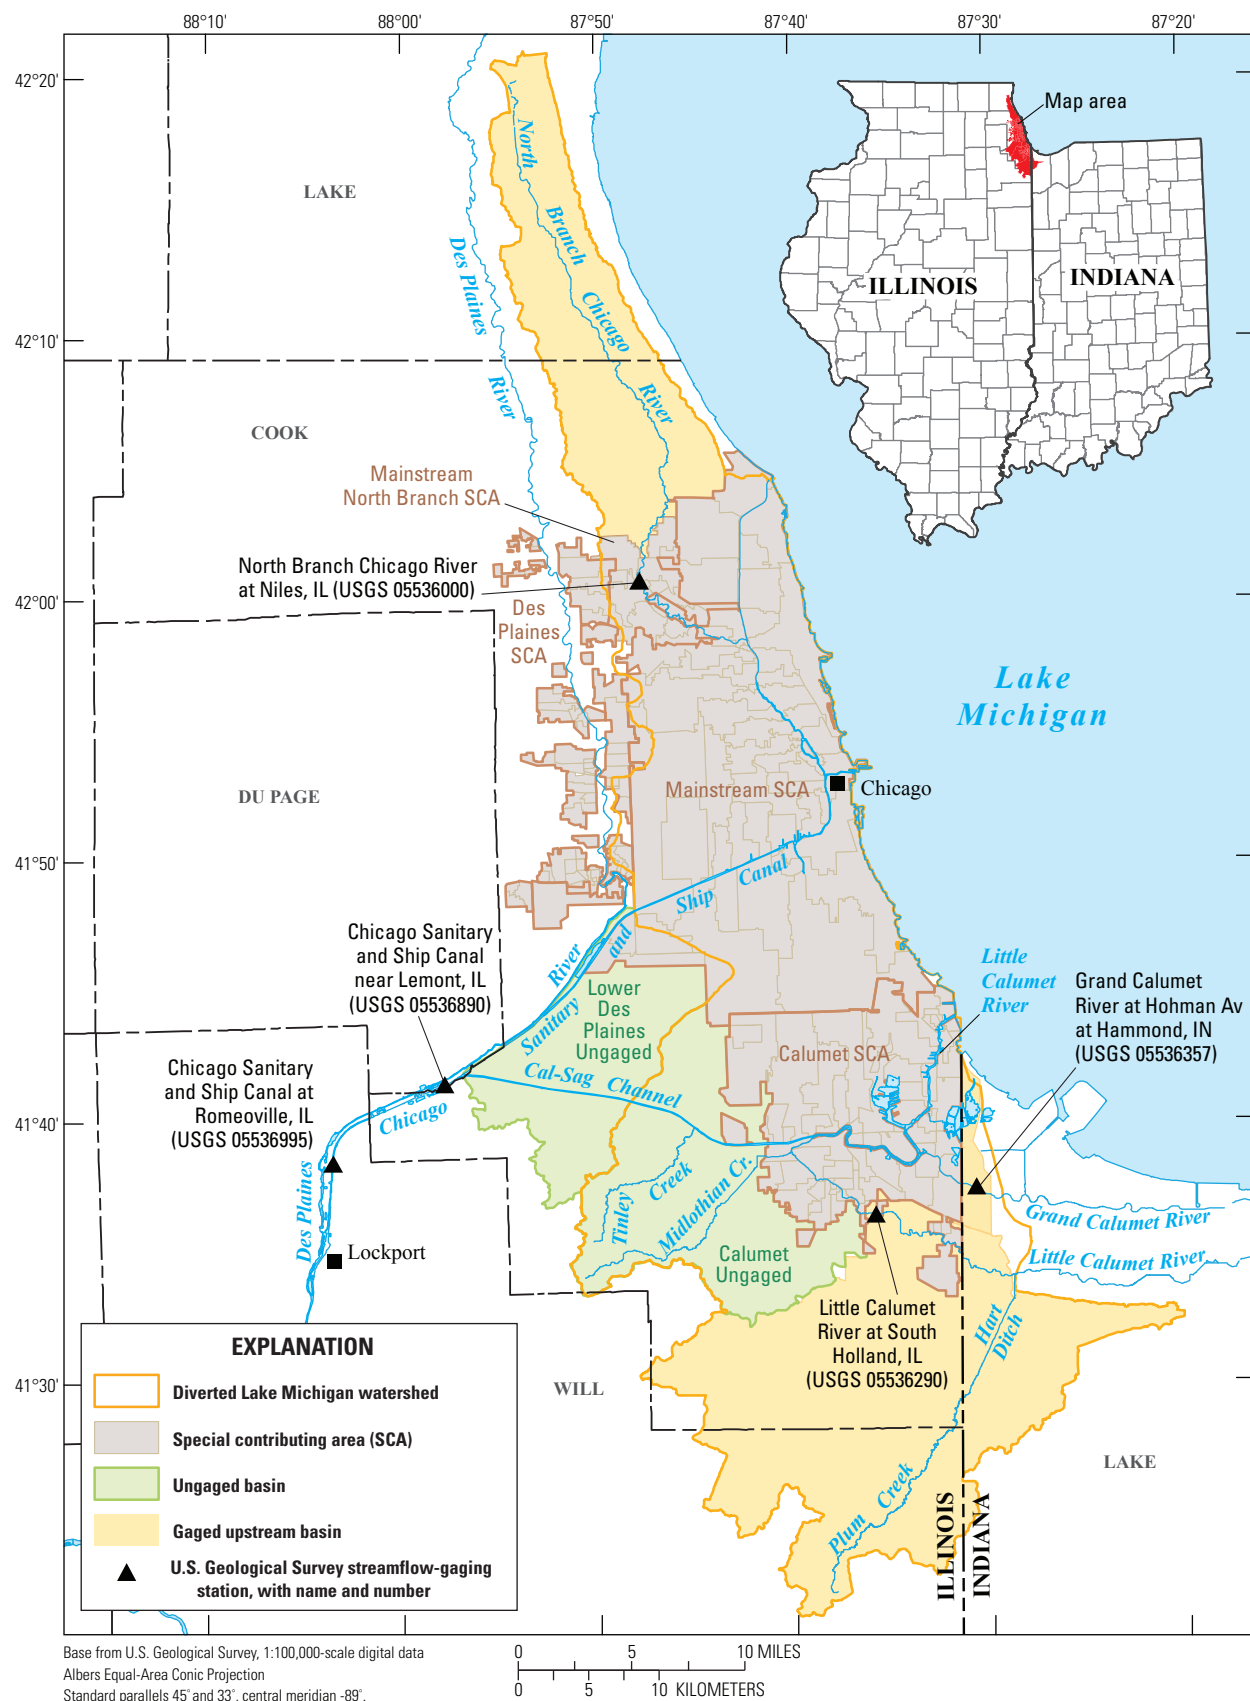 88°10'
88°00'
87°50'
87°40'
87°30'
87°20'
42°20'
42°10'
42°00'
41°50'
41°40'
41°30'
Map area
ILLINOIS
INDIANA
LAKE
North
Branch
Chicago
River
Des Plaines
River
COOK
Mainstream
North Branch SCA
North Branch Chicago River
at Niles, IL (USGS 05536000)
Des
Plaines
SCA
Lake
Michigan
DU PAGE
Mainstream SCA
Chicago
Ship
Canal
and
River
Sanitary
Chicago Sanitary
and Ship Canal
near Lemont, IL
(USGS 05536890)
Lower
Des
Plaines
Ungaged
Little
Calumet
River
Grand Calumet
River at Hohman Av
at Hammond, IN
(USGS 05536357)
Calumet SCA
Chicago Sanitary
and Ship Canal at
Romeoville, IL
(USGS 05536995)
Cal-Sag Channel
Chicago
Des Plaines
Tinley
Creek
Midlothian Cr.
Grand Calumet River
Little Calumet River
Lockport
Calumet
Ungaged
Little Calumet
River at South
Holland, IL
(USGS 05536290)
Hart
Ditch
WILL
LAKE
Plum Creek
ILLINOIS
INDIANA
EXPLANATION
Diverted Lake Michigan watershed
Special contributing area (SCA)
Ungaged basin
Gaged upstream basin
U.S. Geological Survey streamflow-gaging
station, with name and number
Base from U.S. Geological Survey, 1:100,000-scale digital data
Albers Equal-Area Conic Projection
Standard parallels 45° and 33°, central meridian -89°.
0 5 10 MILES
0 5 10 KILOMETERS